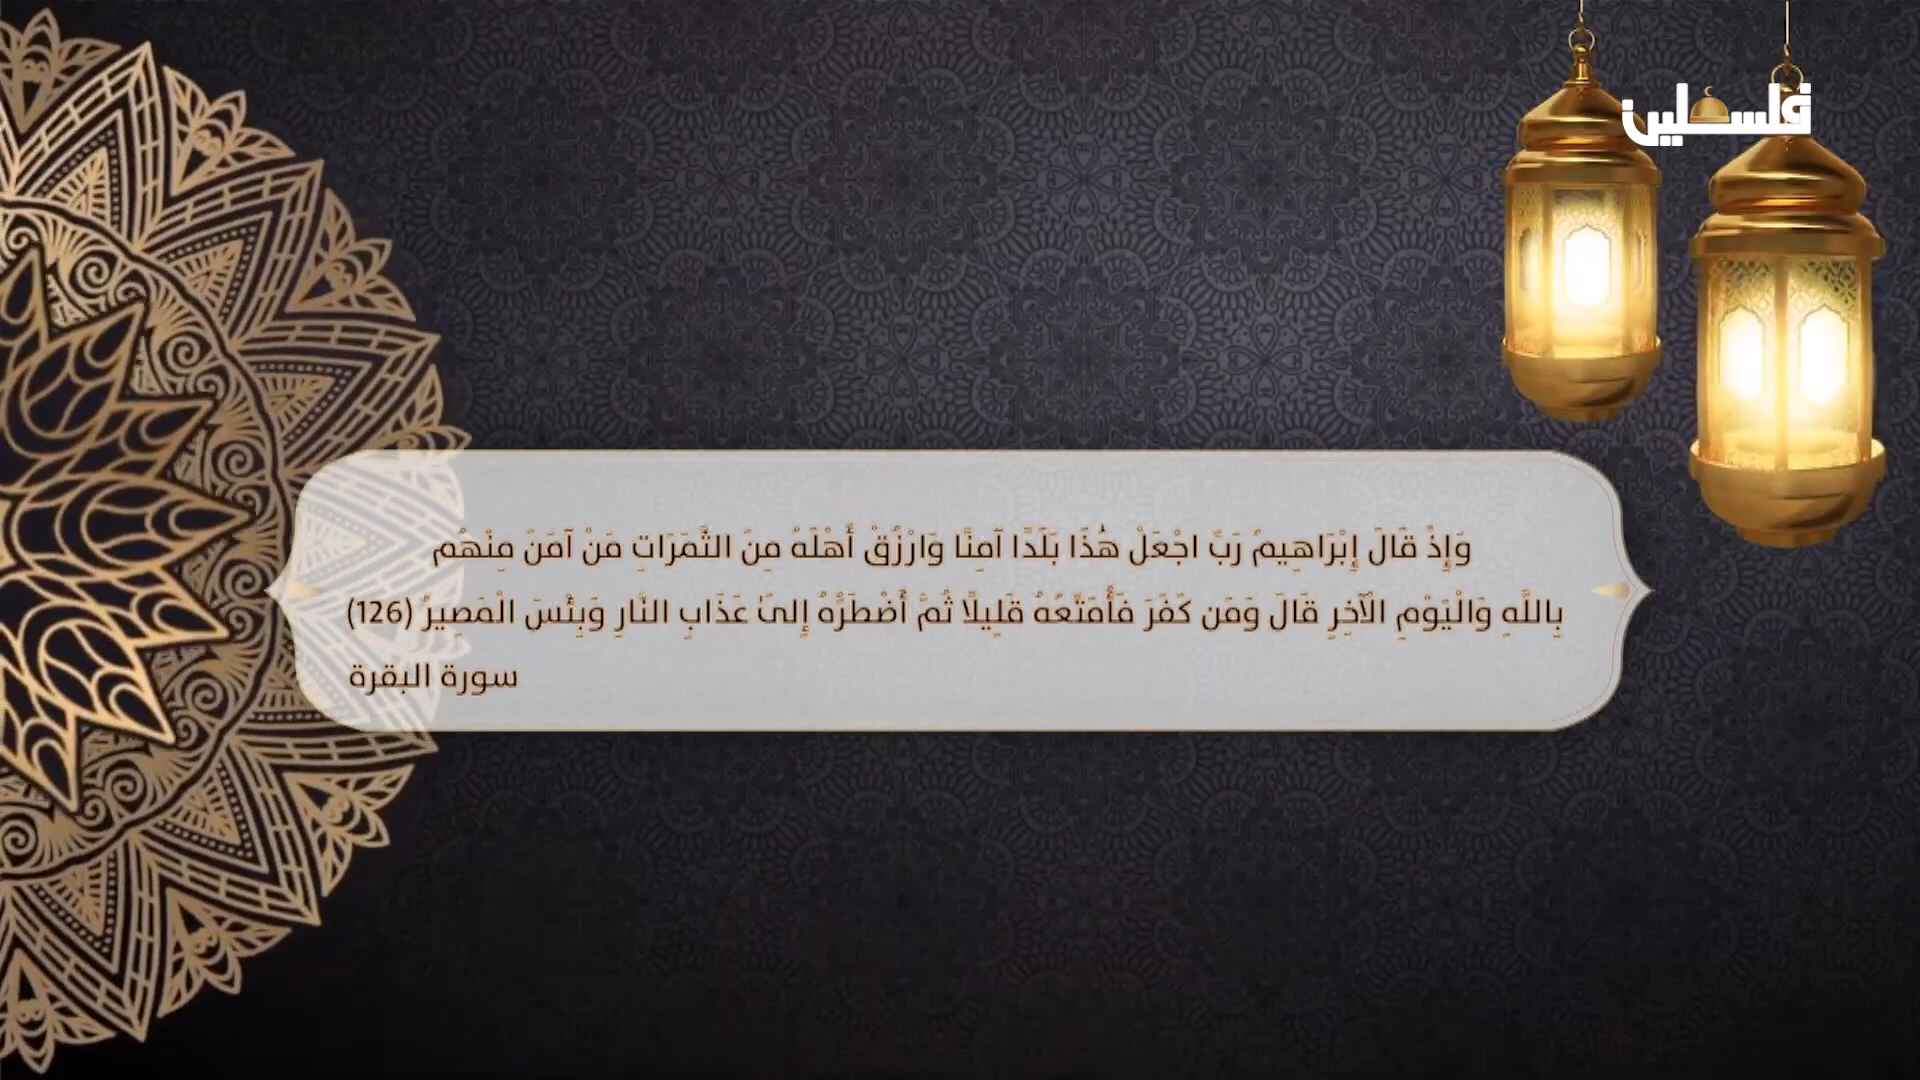 فلسطين
وَإِذْ قَالَ إِبْرَاهِيمُ رَبِّ اجْعَلْ هَٰذَا بَلَدًا آمِنًا وَارْزُقْ أَهْلَهُ مِنَ الثَّمَرَاتِ مَنْ آمَنَ مِنْهُم
بِاللَّهِ وَالْيَوْمِ الْآخِرِ قَالَ وَمَن كَفَرَ فَأُمَتِّعُهُ قَلِيلًا ثُمَّ أَضْطَرُّهُ إِلَىٰ عَذَابِ النَّارِ وَبِئْسَ الْمَصِيرُ (126)
سورة البقرة